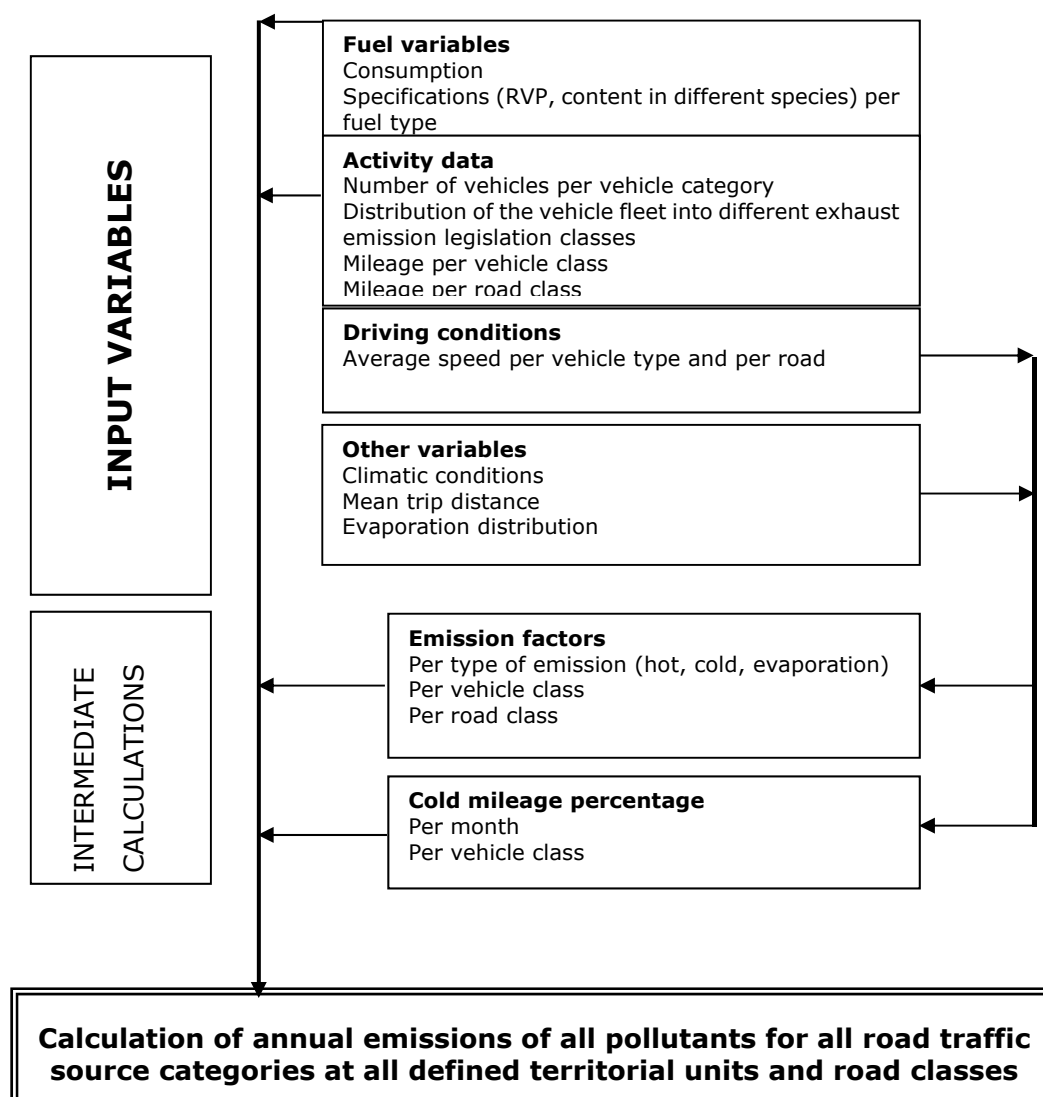 Fuel variables
Consumption
Specifications (RVP, content in different species) per
fuel type
Activity data
Number of vehicles per vehicle category
Distribution of the vehicle fleet into different exhaust
emission legislation classes
Mileage per vehicle class
Mileage per road class
Driving conditions
Average speed per vehicle type and per road
Other variables
Climatic conditions
Mean trip distance
Evaporation distribution
INPUT VARIABLES
Emission factors
Per type of emission (hot, cold, evaporation)
Per vehicle class
Per road class
Cold mileage percentage
Per month
Per vehicle class
INTERMEDIATE
CALCULATIONS
Calculation of annual emissions of all pollutants for all road traffic
source categories at all defined territorial units and road classes